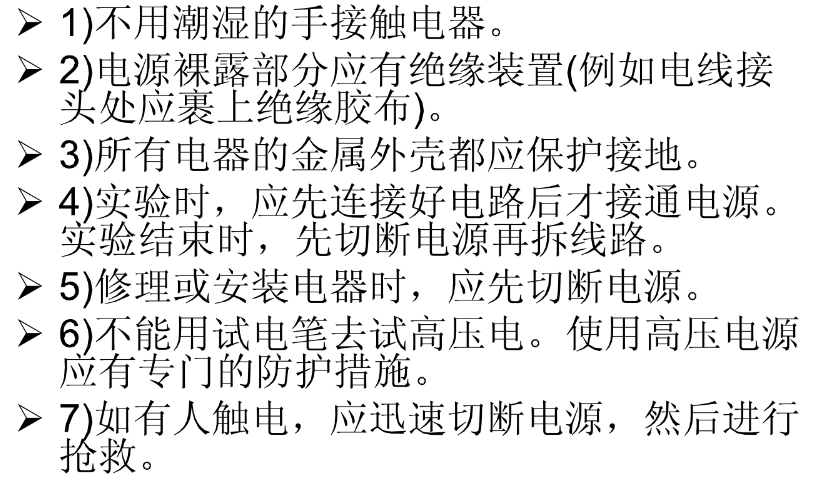 ➢ 1)不用潮湿的手接触电器。
➢ 2)电源裸露部分应有绝缘装置(例如电线接
头处应裹上绝缘胶布)。
➢ 3)所有电器的金属外壳都应保护接地。
➢ 4)实验时，应先连接好电路后才接通电源。
实验结束时，先切断电源再拆线路。
➢ 5)修理或安装电器时，应先切断电源。
➢ 6)不能用试电笔去试高压电。使用高压电源
应有专门的防护措施。
➢ 7)如有人触电，应迅速切断电源，然后进行
抢救。